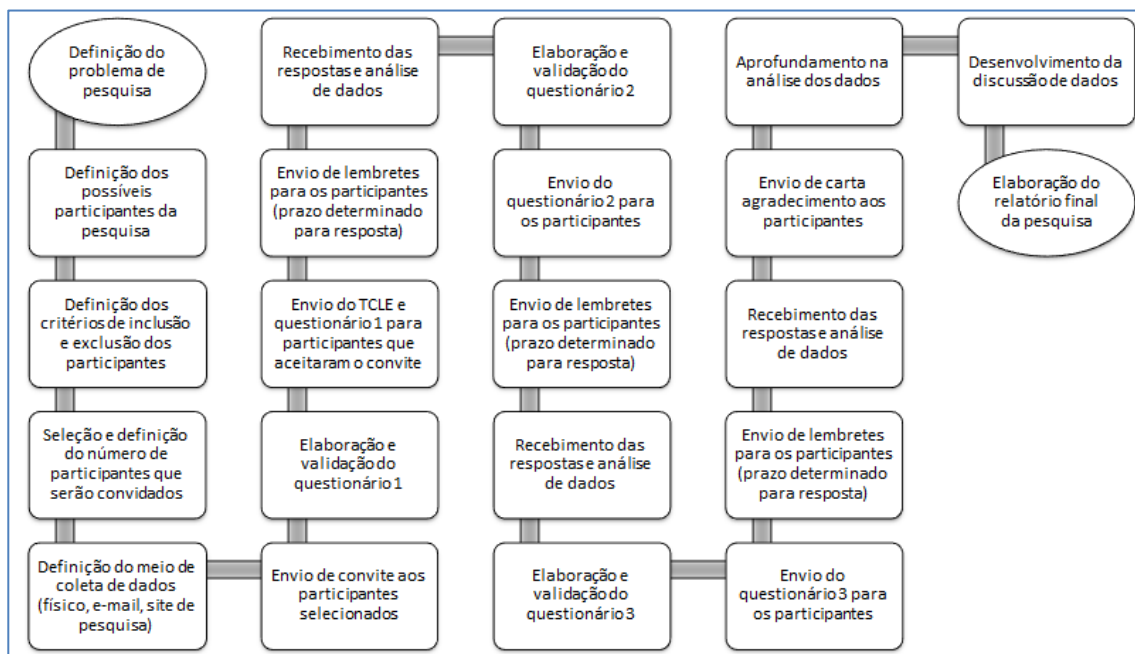 Definição do
problema de
pesquisa
Definição dos
possíveis
participantes da
pesquisa
Definição dos
critérios de inclusão
e exclusão dos
participantes
Seleção e definição
do número de
participantes que
serão convidados
Definição do meio de
coleta de dados
(físico, e-mail, site de
pesquisa)
Envio de convite aos
participantes
selecionados
Elaboração e
validação do
questionário 1
Envio do TCLE e
questionário 1 para
participantes que
aceitaram o convite
Envio de lembretes
para os participantes
(prazo determinado
para resposta)
Recebimento das
respostas e análise
de dados
Elaboração e
validação do
questionário 2
Envio do
questionário 2 para
os participantes
Envio de lembretes
para os participantes
(prazo determinado
para resposta)
Recebimento das
respostas e análise
de dados
Elaboração e
validação do
questionário 3
Envio do
questionário 3 para
os participantes
Envio de lembretes
para os participantes
(prazo determinado
para resposta)
Recebimento das
respostas e análise
de dados
Envio de carta
agradecimento aos
participantes
Aprofundamento na
análise dos dados
Desenvolvimento da
discussão de dados
Elaboração do
relatório final
da pesquisa